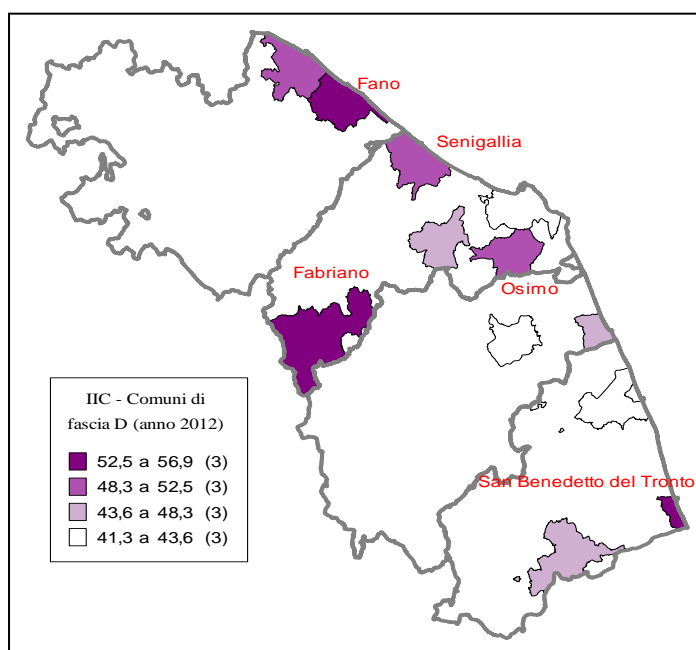 Fano
Senigallia
Fabriano
Osimo
San Benedetto del Tronto
IIC - Comuni di
fascia D (anno 2012)
52,5 a 56,9 (3)
48,3 a 52,5 (3)
43,6 a 48,3 (3)
41,3 a 43,6 (3)